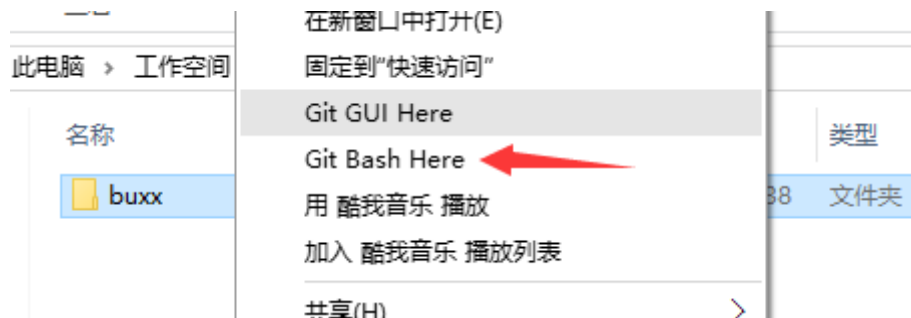 在新窗口中打开(E)
此电脑 › 工作空间
固定到"快速访问"
Git GUI Here
名称
类型
Git Bash Here
buxx
38
文件夹
用 酷我音乐 播放
加入 酷我音乐 播放列表
共享(H)